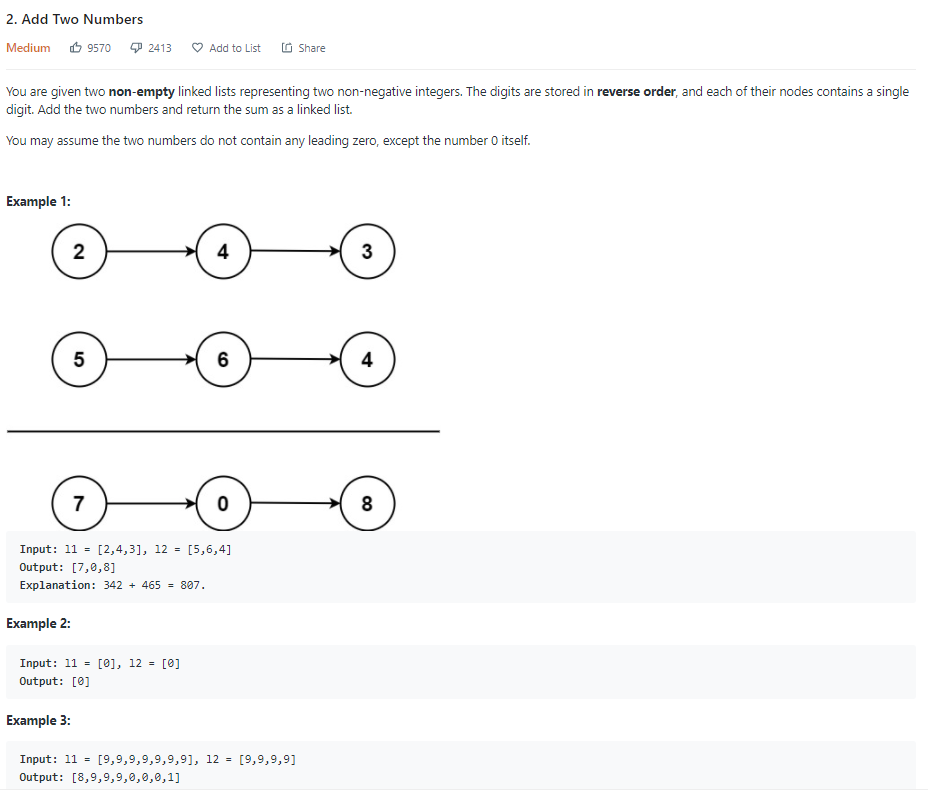 2. Add Two Numbers
Medium 9570 2413 Add to List Share
You are given two non-empty linked lists representing two non-negative integers. The digits are stored in reverse order, and each of their nodes contains a single
digit. Add the two numbers and return the sum as a linked list.
You may assume the two numbers do not contain any leading zero, except the number 0 itself.
Example 1:
2 4 3
5 6 4
7 0 8
Input: l1 = [2,4,3], l2 = [5,6,4]
Output: [7,0,8]
Explanation: 342 + 465 = 807.
Example 2:
Input: l1 = [0], l2 = [0]
Output: [0]
Example 3:
Input: l1 = [9,9,9,9,9,9,9], l2 = [9,9,9,9]
Output: [8,9,9,9,0,0,0,1]